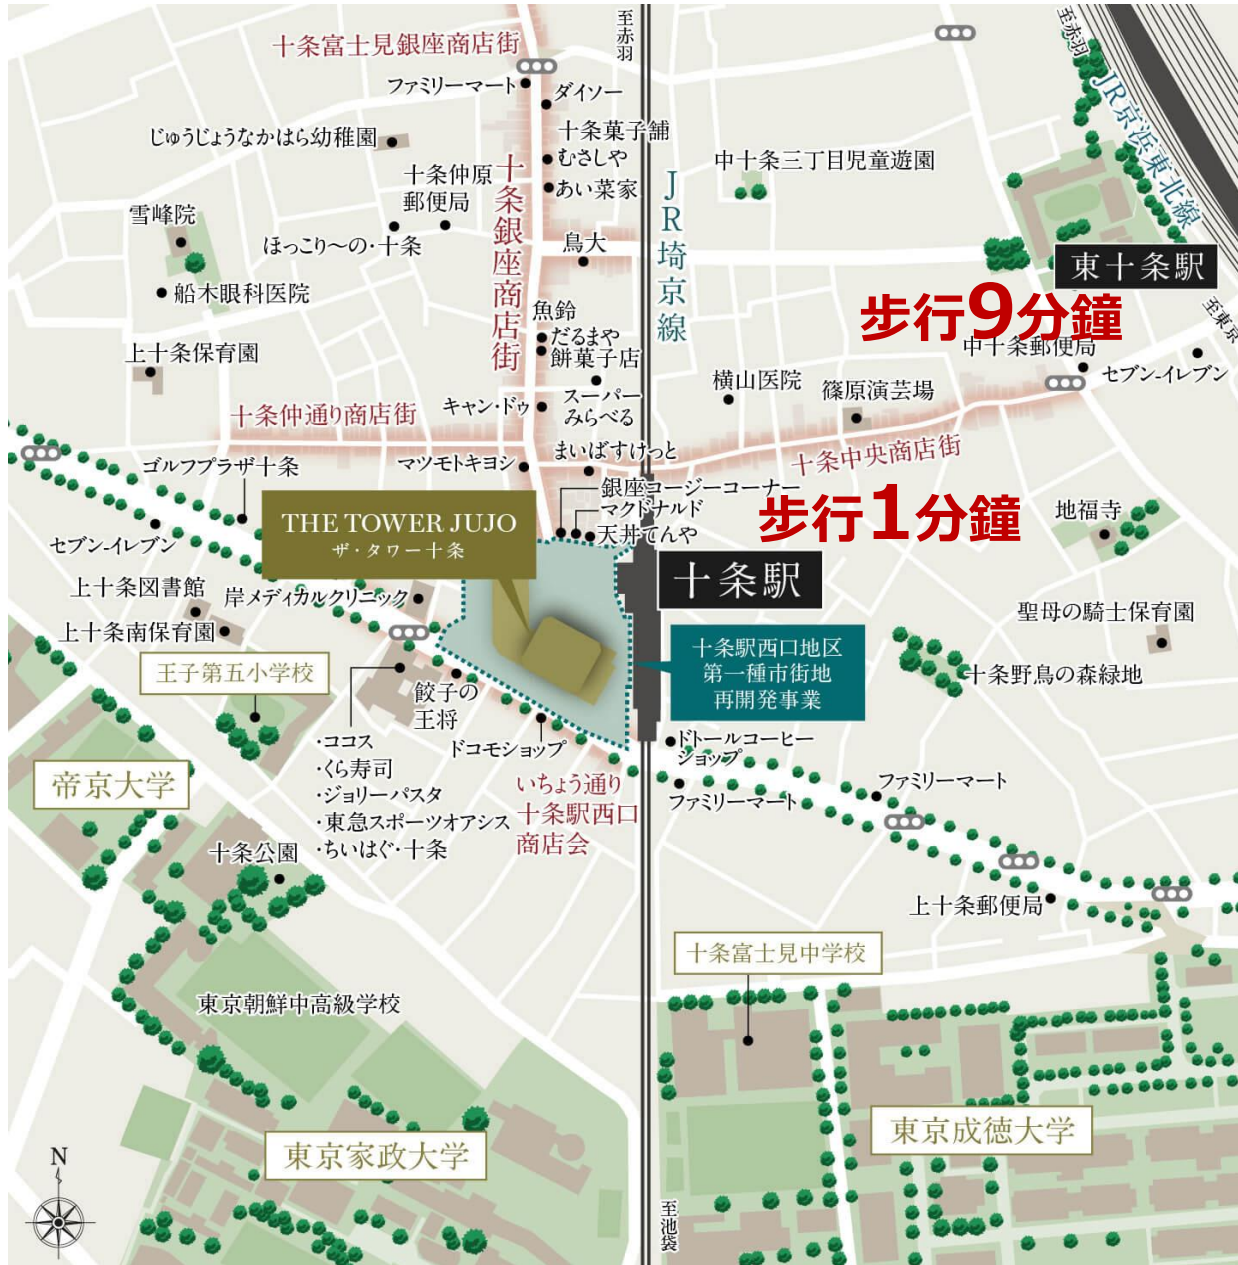 至赤羽
十条富士見銀座商店街
ファミリーマート
ダイソー
至赤羽
JR京浜東北線
じゅうじょうなかはら幼稚園
十条菓子舗
むさしや
あい菜家
十条仲原
郵便局
十条銀座商店街
JR埼京線
中十条三丁目児童遊園
雪峰院
ほっこり〜の・十条
鳥大
東十条駅
船木眼科医院
歩行9分鐘
至東京
魚鈴
だるまや
餅菓子店
中十条郵便局
セブン-イレブン
上十条保育園
スーパー
みらべる
横山医院
篠原演芸場
キャン・ドゥ
十条仲通り商店街
まいばすけっと
十条中央商店街
ゴルフプラザ十条
マツモトキヨシ
銀座コージーコーナー
マクドナルド
天丼てんや
歩行1分鐘
地福寺
THE TOWER JUJO
ザ・タワー十条
セブン-イレブン
十条駅
上十条図書館
岸メディカルクリニック
聖母の騎士保育園
上十条南保育園
王子第五小学校
十条駅西口地区
第一種市街地
再開発事業
十条野鳥の森緑地
餃子の
王将
ドコモショップ
・ココス
・くら寿司
・ジョリーパスタ
・東急スポーツオアシス
・ちいはぐ・十条
ドトールコーヒー
ショップ
ファミリーマート
ファミリーマート
帝京大学
いちょう通り
十条駅西口
商店会
十条公園
上十条郵便局
十条富士見中学校
東京朝鮮中高級学校
東京成徳大学
東京家政大学
N
至池袋